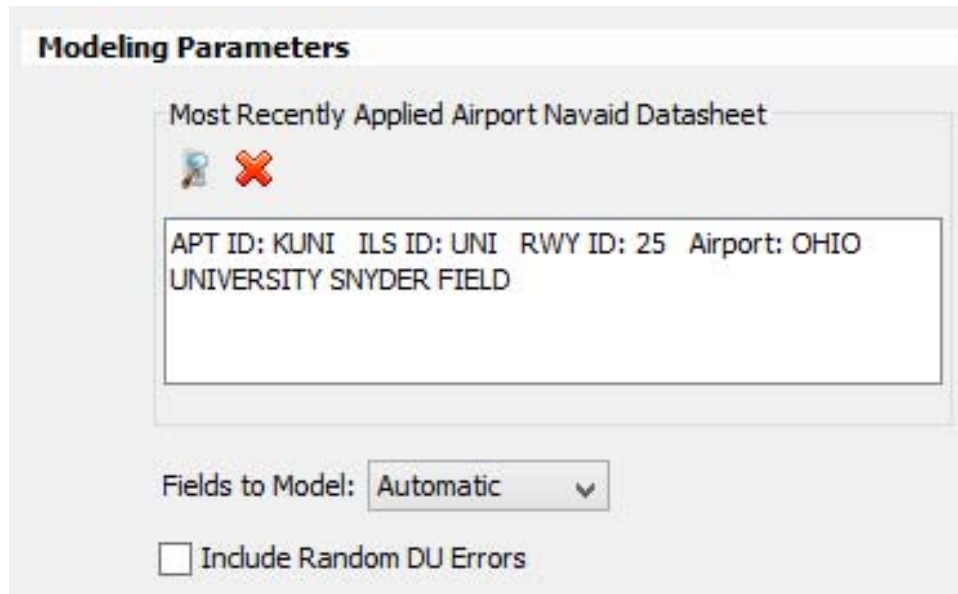 Modeling Parameters
Most Recently Applied Airport Navaid Datasheet
APT ID: KUNI ILS ID: UNI RWY ID: 25 Airport: OHIO
UNIVERSITY SNYDER FIELD
Fields to Model: Automatic
Include Random DU Errors